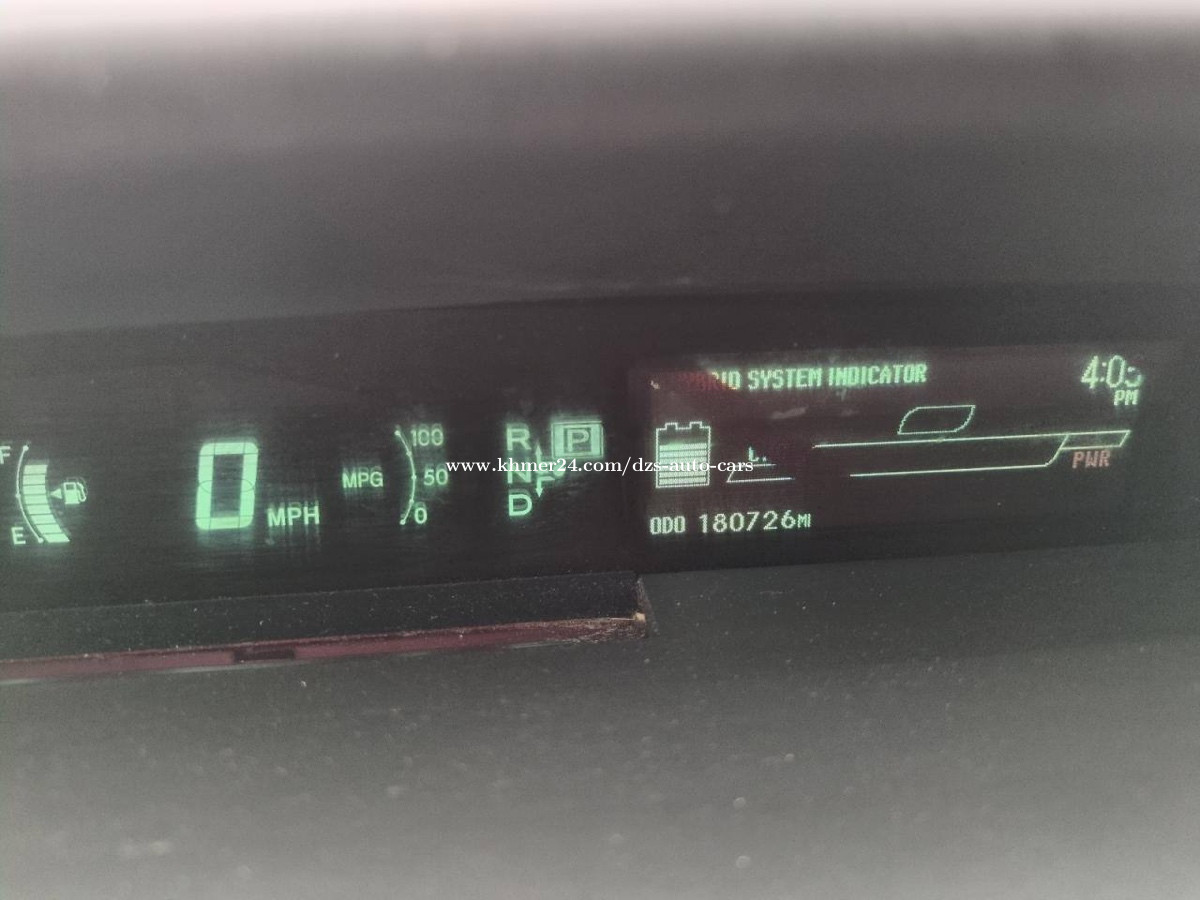 SYSTEM INDICATOR
PM
F
E
0 MPH
MPG
100
50
0
R
N
D
P
B
www.khmer24.com/dzs-auto-cars
PWR
ODO 180726MI